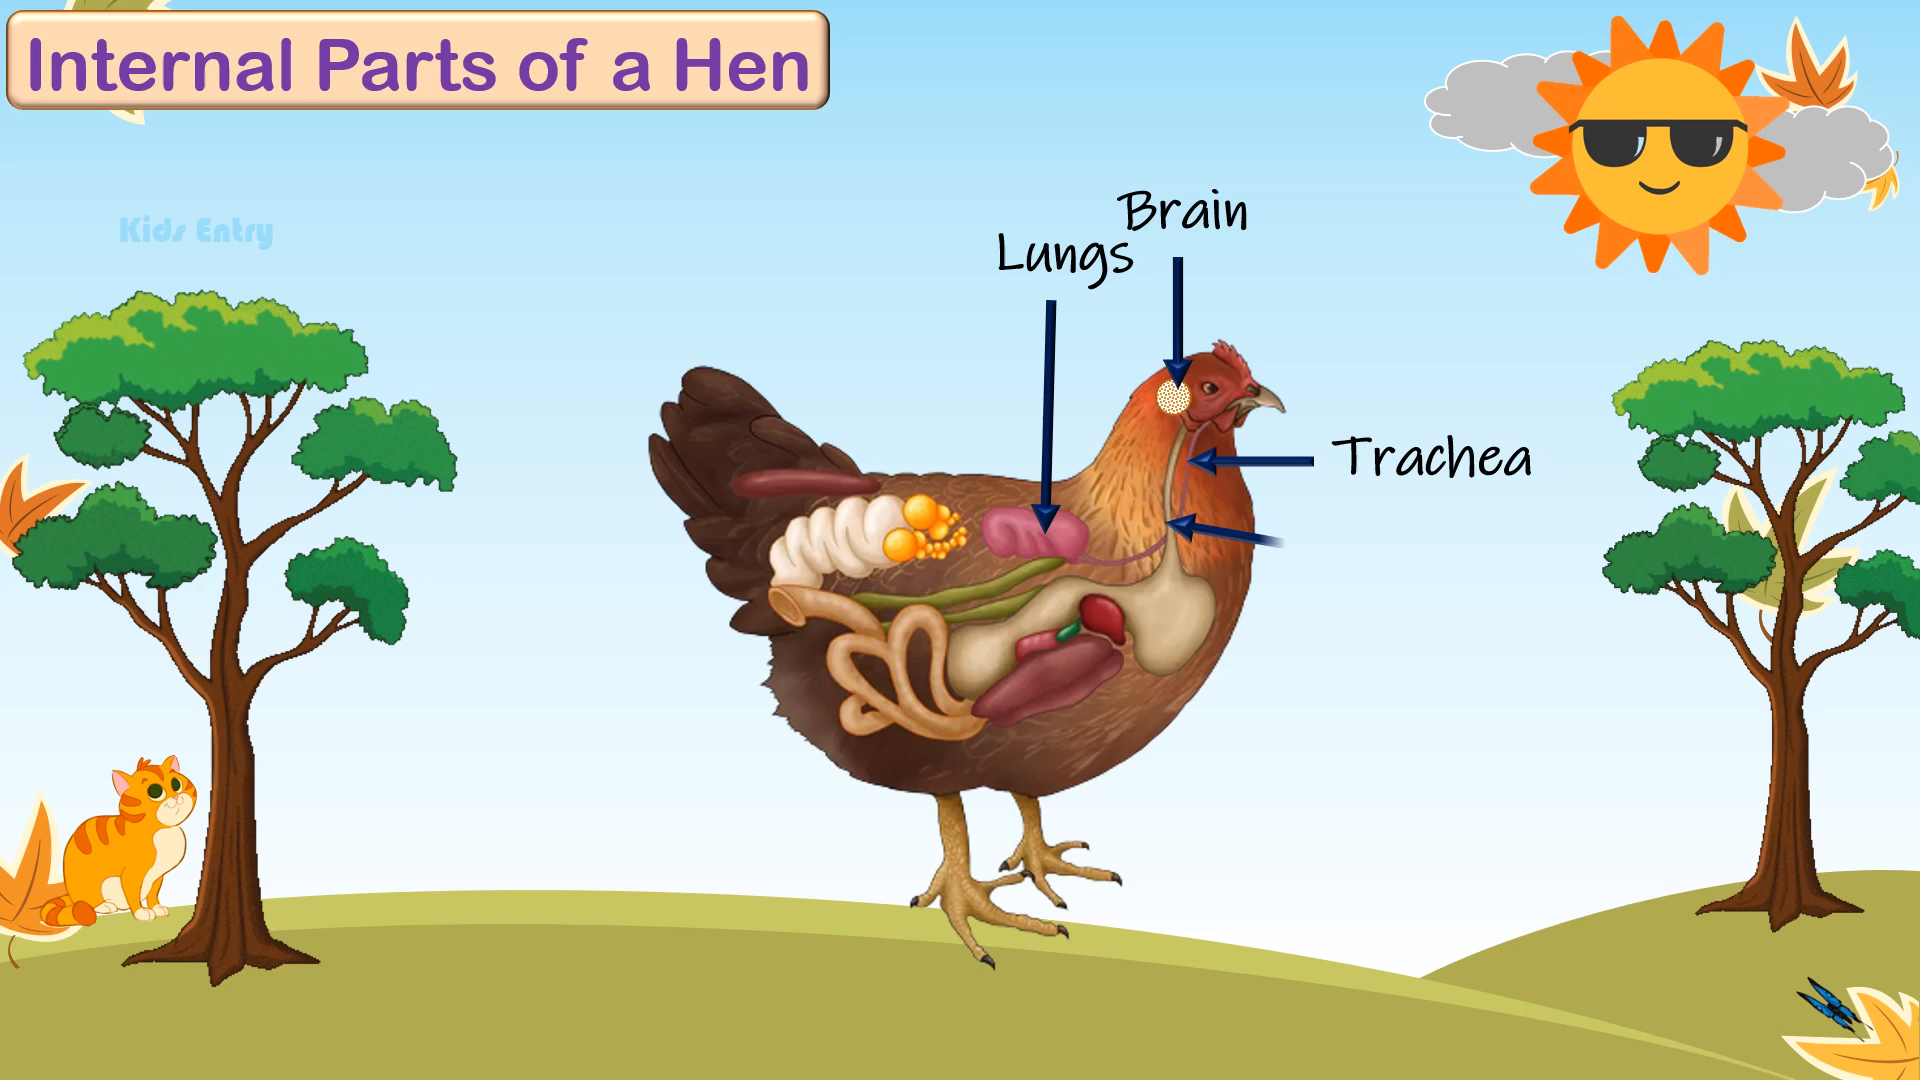 Internal Parts of a Hen
Kids Entry
Brain
Lungs
Trachea